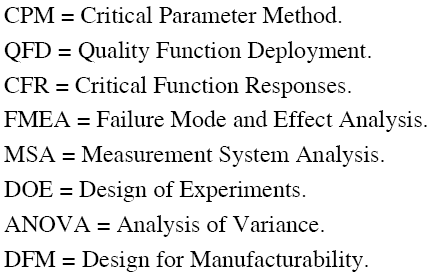 CPM = Critical Parameter Method.
QFD = Quality Function Deployment.
CFR = Critical Function Responses.
FMEA = Failure Mode and Effect Analysis.
MSA = Measurement System Analysis.
DOE = Design of Experiments.
ANOVA = Analysis of Variance.
DFM = Design for Manufacturability.